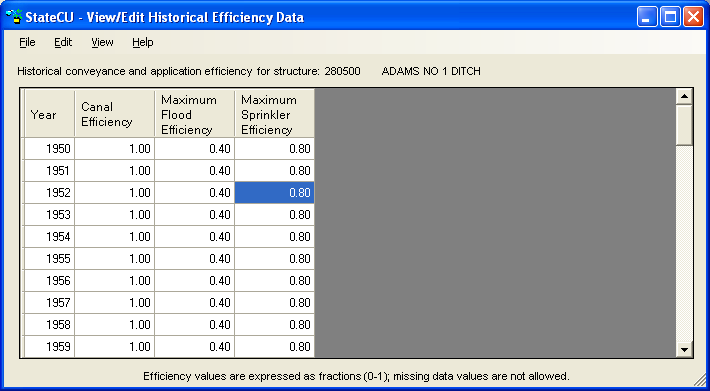 StateCU - View/Edit Historical Efficiency Data
File Edit View Help
Historical conveyance and application efficiency for structure: 280500 ADAMS NO 1 DITCH
Year Canal Efficiency Maximum Flood Efficiency Maximum Sprinkler Efficiency
1950 1.00 0.40 0.80
1951 1.00 0.40 0.80
1952 1.00 0.40 0.80
1953 1.00 0.40 0.80
1954 1.00 0.40 0.80
1955 1.00 0.40 0.80
1956 1.00 0.40 0.80
1957 1.00 0.40 0.80
1958 1.00 0.40 0.80
1959 1.00 0.40 0.80
Efficiency values are expressed as fractions (0-1); missing data values are not allowed.